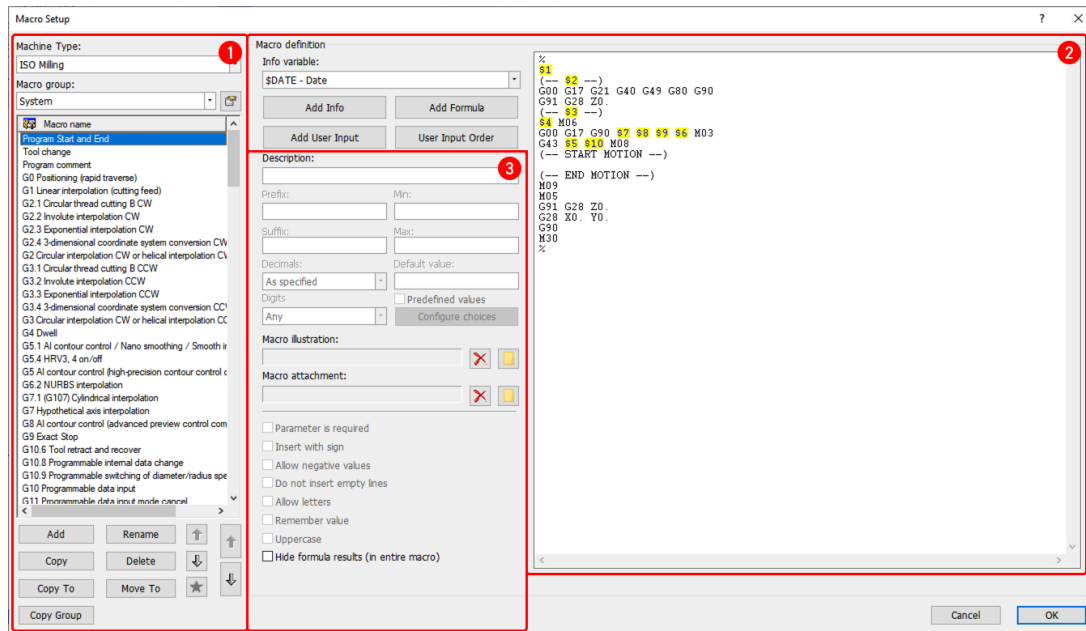 Macro Setup
? ×
Machine Type:
1
ISO Milling
Macro group:
System
Macro name
Program Start and End
Tool change
Program comment
G0 Positioning (rapid traverse)
G1 Linear interpolation (cutting feed)
G2.1 Circular thread cutting B CW
G2.2 Involute interpolation CW
G2.3 Exponential interpolation CW
G2.4 3-dimensional coordinate system conversion CW
G2 Circular interpolation CW or helical interpolation CV
G3.1 Circular thread cutting B CCW
G3.2 Involute interpolation CCW
G3.3 Exponential interpolation CCW
G3.4 3-dimensional coordinate system conversion CC
G3 Circular interpolation CW or helical interpolation CC
G4 Dwell
G5.1 AI contour control / Nano smoothing / Smooth in
G5.4 HRV3, 4 on/off
G5 AI contour control (high-precision contour control c
G6.2 NURBS interpolation
G7.1 (G107) Cylindrical interpolation
G7 Hypothetical axis interpolation
G8 AI contour control (advanced preview control com
G9 Exact Stop
G10.6 Tool retract and recover
G10.8 Programmable internal data change
G10.9 Programmable switching of diameter/radius spe
G10 Programmable data input
G11 Programmable data input mode cancel
Add
Rename
Copy
Delete
Copy To
Move To
Copy Group
Macro definition
Info variable:
$DATE - Date
Add Info
Add Formula
Add User Input
User Input Order
Description:
3
Prefix:
Min:
Suffix:
Max:
Decimals:
Default value:
As specified
Digits
Predefined values
Any
Configure choices
Macro illustration:
Macro attachment:
Parameter is required
Insert with sign
Allow negative values
Do not insert empty lines
Allow letters
Remember value
Uppercase
Hide formula results (in entire macro)
2
%
$1
(-- $2 --)
G00 G17 G21 G40 G49 G80 G90
G91 G28 Z0.
(-- $3 --)
$4 M06
G00 G17 G90 $7 $8 $9 $6 M03
G43 $5 $10 M08
(-- START MOTION --)
(-- END MOTION --)
M09
M05
G91 G28 Z0.
G28 X0. Y0.
G90
M30
%
Cancel
OK